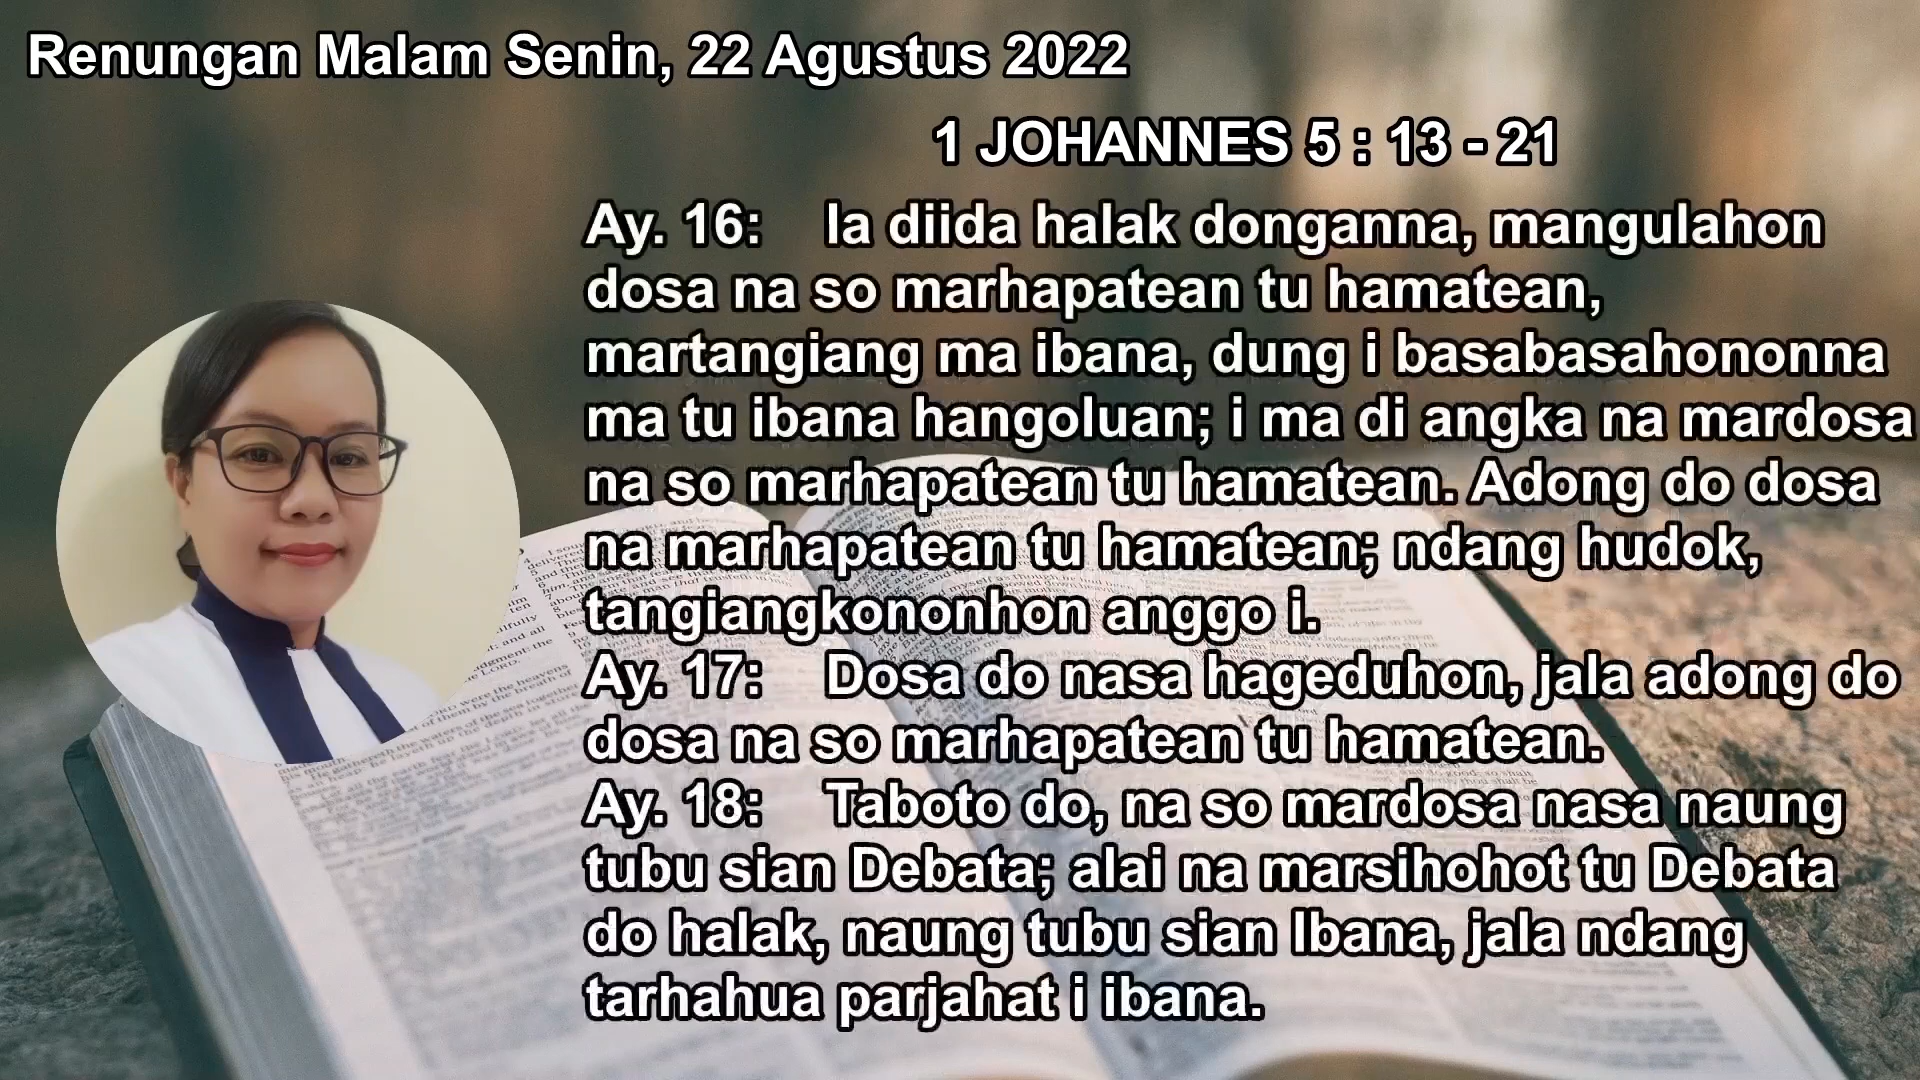 Renungan Malam Senin, 22 Agustus 2022
1 JOHANNES 5 : 13 - 21
Ay. 16: Ia diida halak donganna, mangulahon
dosa na so marhapatean tu hamatean,
martangiang ma ibana, dung i basabasahononna
ma tu ibana hangoluan; i ma di angka na mardosa
na so marhapatean tu hamatean. Adong do dosa
na marhapatean tu hamatean; ndang hudok,
tangiangkononhon anggo i.
Ay. 17: Dosa do nasa hageduhon, jala adong do
dosa na so marhapatean tu hamatean.
Ay. 18: Taboto do, na so mardosa nasa naung
tubu sian Debata; alai na marsihohot tu Debata
do halak, naung tubu sian Ibana, jala ndang
tarhahua parjahat i ibana.